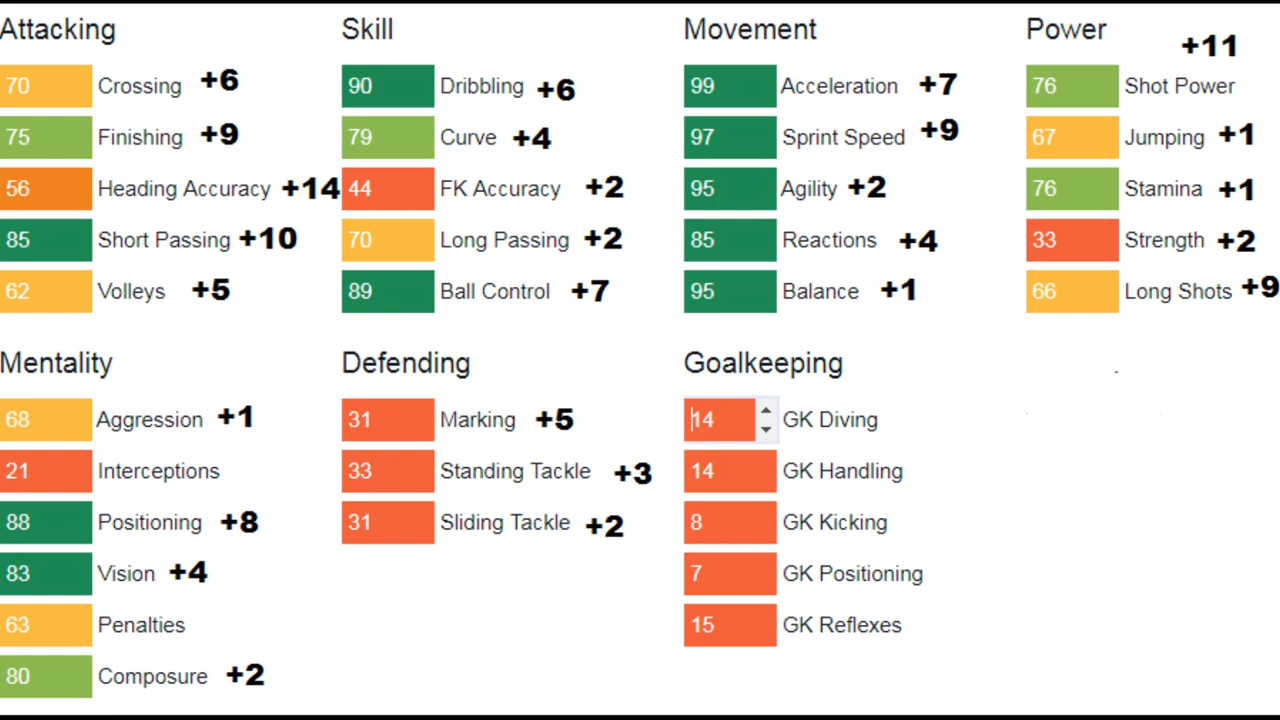 Attacking
70 Crossing +6
75 Finishing +9
56 Heading Accuracy +14
85 Short Passing +10
62 Volleys +5
Skill
90 Dribbling +6
79 Curve +4
44 FK Accuracy +2
70 Long Passing +2
89 Ball Control +7
Movement
99 Acceleration +7
97 Sprint Speed +9
95 Agility +2
85 Reactions +4
95 Balance +1
Power
+11
76 Shot Power
67 Jumping +1
76 Stamina +1
33 Strength +2
66 Long Shots +9
Mentality
68 Aggression +1
21 Interceptions
88 Positioning +8
83 Vision +4
63 Penalties
80 Composure +2
Defending
31 Marking +5
33 Standing Tackle +3
31 Sliding Tackle +2
Goalkeeping
14 GK Diving
14 GK Handling
8 GK Kicking
7 GK Positioning
15 GK Reflexes